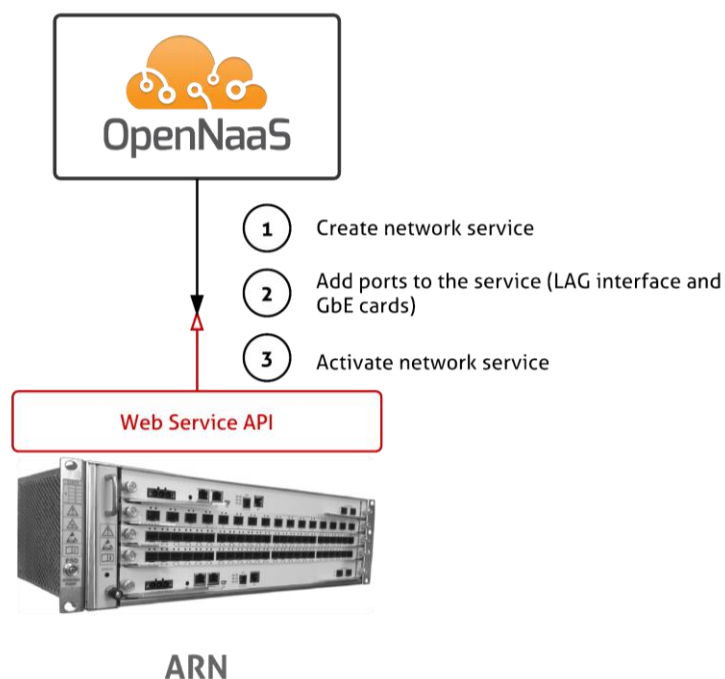 OpenNaaS
1 Create network service
2 Add ports to the service (LAG interface and
GbE cards)
3 Activate network service
Web Service API
ARN